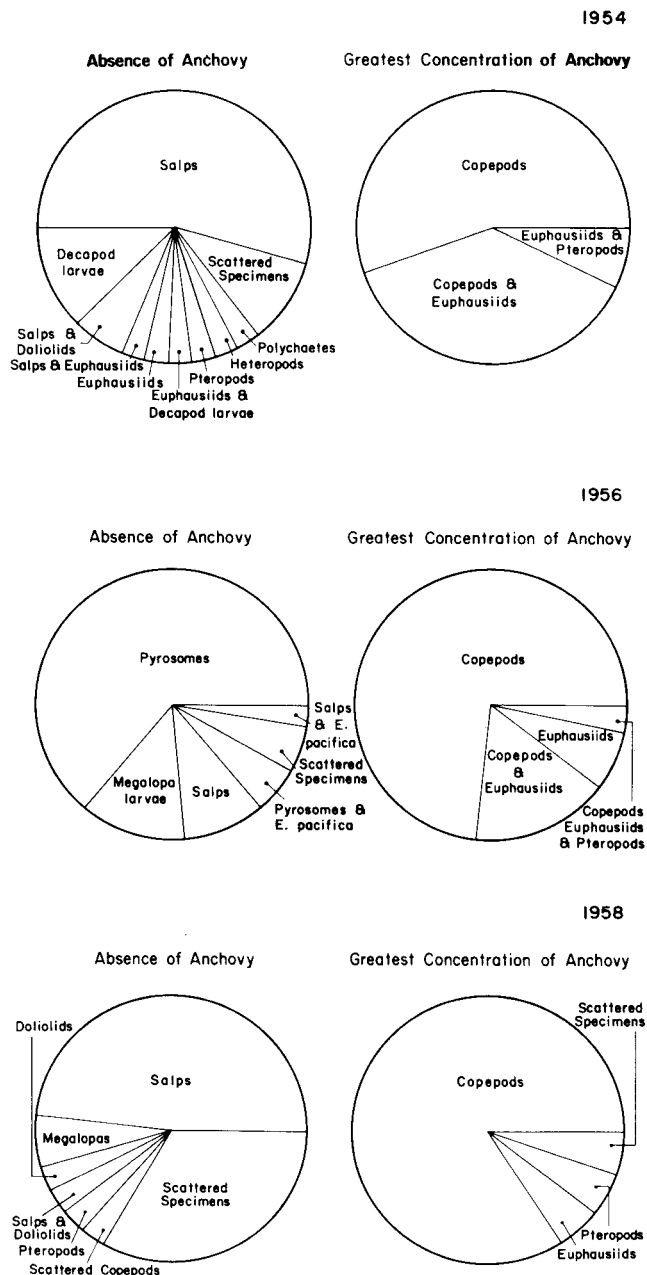 1954
Absence of Anchovy
Greatest Concentration of Anchovy
Salps
Decapod
larvae
Scattered
Specimens
Salps &
Doliolids
Salps & Euphausiids
Euphausiids
Euphausiids &
Decapod larvae
Pteropods
Heteropods
Polychaetes
Copepods
Euphausiids &
Pteropods
Copepods &
Euphausiids
1956
Absence of Anchovy
Greatest Concentration of Anchovy
Pyrosomes
Salps
& E.
pacifica
Scattered
Specimens
Pyrosomes &
E. pacifica
Salps
Megalopa
larvae
Copepods
Euphausiids
Copepods
&
Euphausiids
Copepods
Euphausiids
& Pteropods
1958
Absence of Anchovy
Greatest Concentration of Anchovy
Doliolids
Salps
Megalopas
Scattered
Specimens
Salps &
Doliolids
Pteropods
Scattered Copepods
Scattered
Specimens
Copepods
Pteropods
Euphausiids